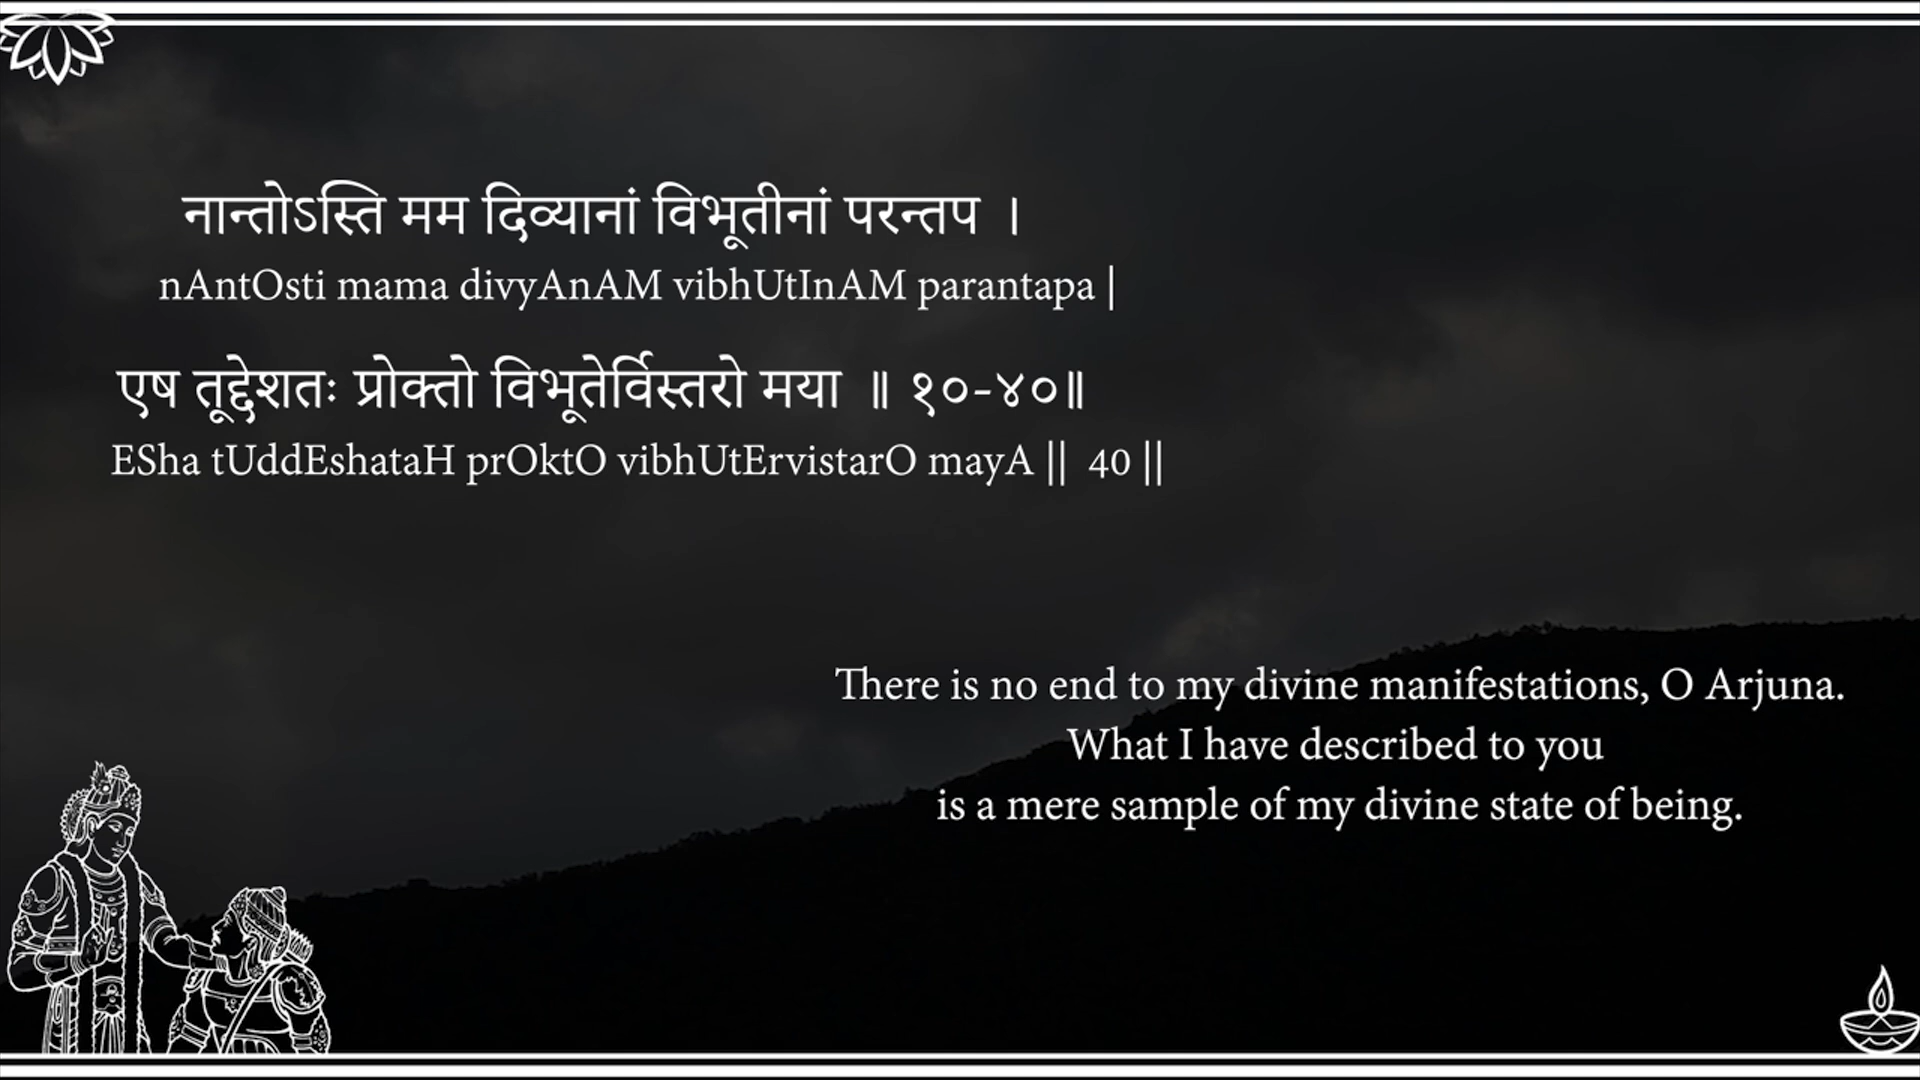 नान्तोऽस्ति मम दिव्यानां विभूतीनां परन्तप ।
nAntOsti mama divyAnAM vibhUtInAM parantapa |
एष तूद्देशतः प्रोक्तो विभूतेर्विस्तरो मया ॥ १०-४०॥
ESha tUddEshataH prOktO vibhUtErvistarO mayA || 40 ||
There is no end to my divine manifestations, O Arjuna.
What I have described to you
is a mere sample of my divine state of being.